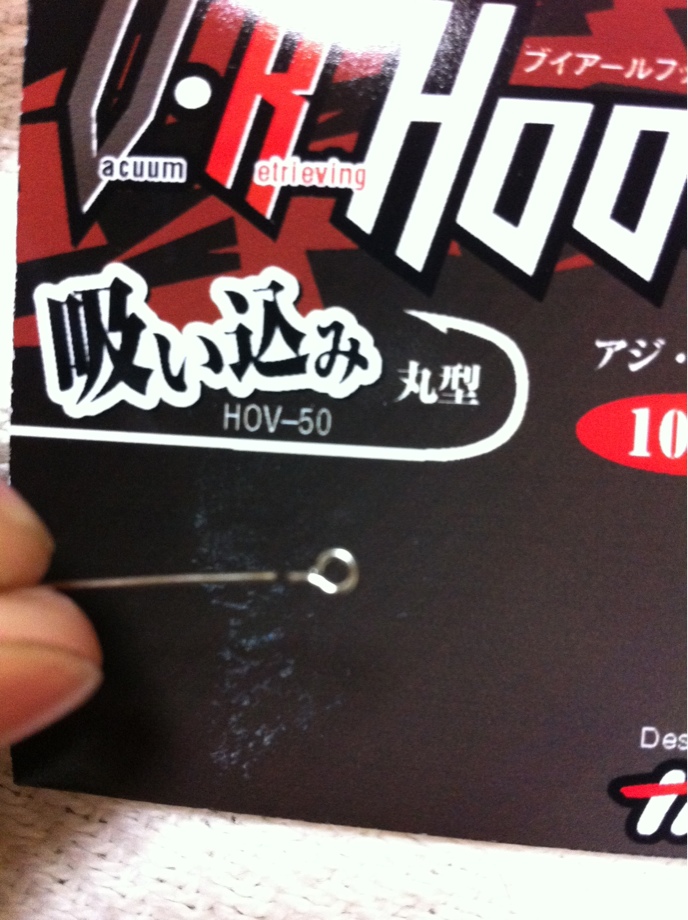 V・R Hoo
ブイアールフッ
acuum
etrieving
吸い込み
丸型
アジ・
HOV-50
10
Des